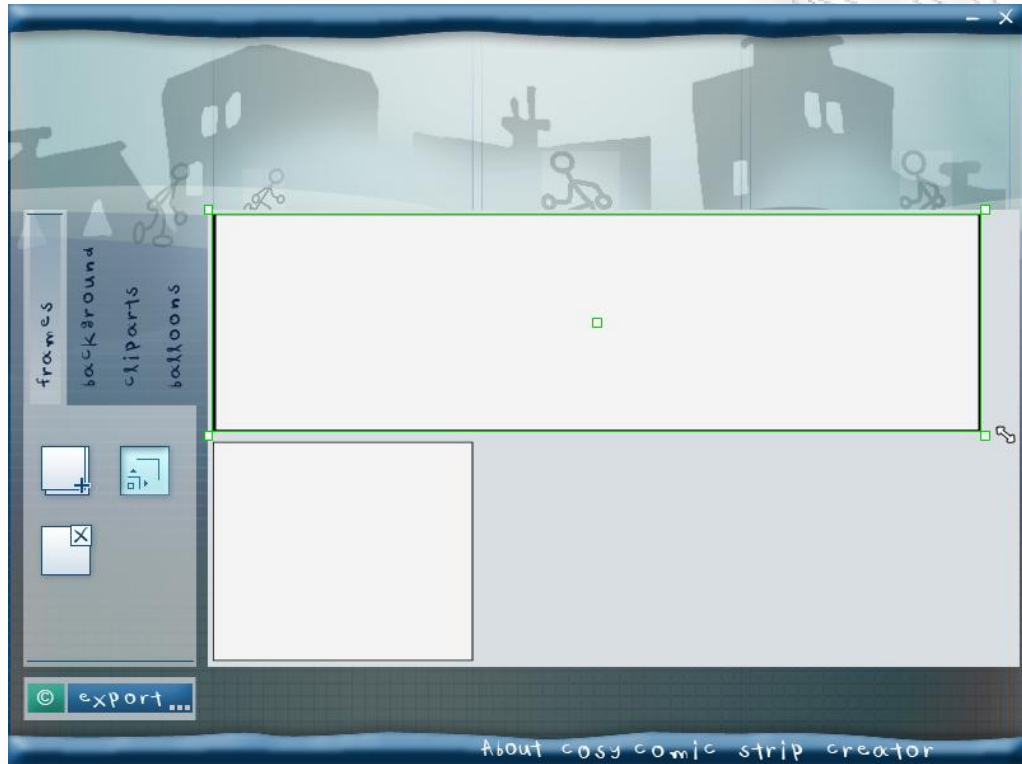 frames
background
cliparts
balloons
© export ...
About cosy comic strip creator